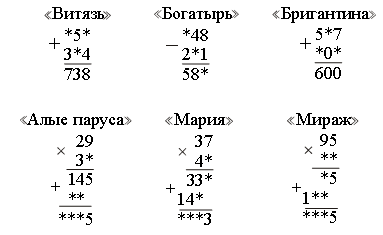 «Витязь» «Богатырь» «Бригантина»
+ *5* − *48 + 5*7
3*4 2*1 *0*
738 58* 600
«Алые паруса» «Мария» «Мираж»
× 29 × 37 × 95
3* 4* **
+ 145 + 33* + *5
** 14* 1**
***5 ***3 ***5